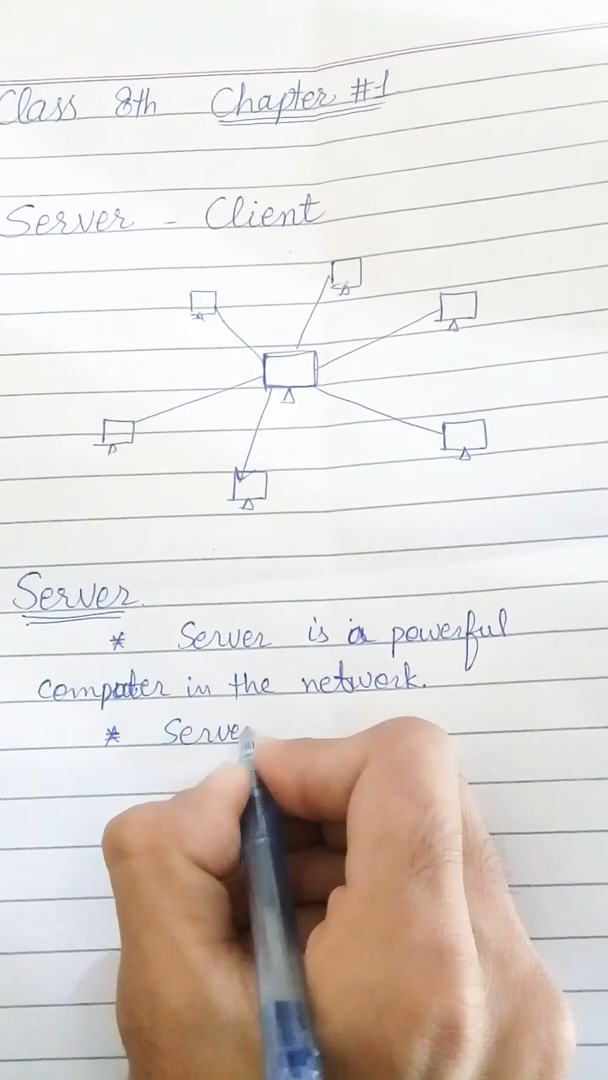 Class 8th Chapter #1
Server - Client
Server
* Server is a powerful
computer in the network.
* Serve